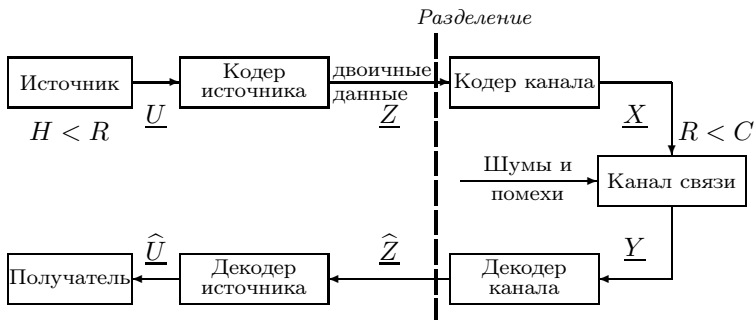 Разделение
Источник
Кодер
источника
двоичные
данные
Кодер канала
H < R
U
Z
X
R < C
Шумы и
помехи
Канал связи
Û
Ẑ
Y
Получатель
Декодер
источника
Декодер
канала